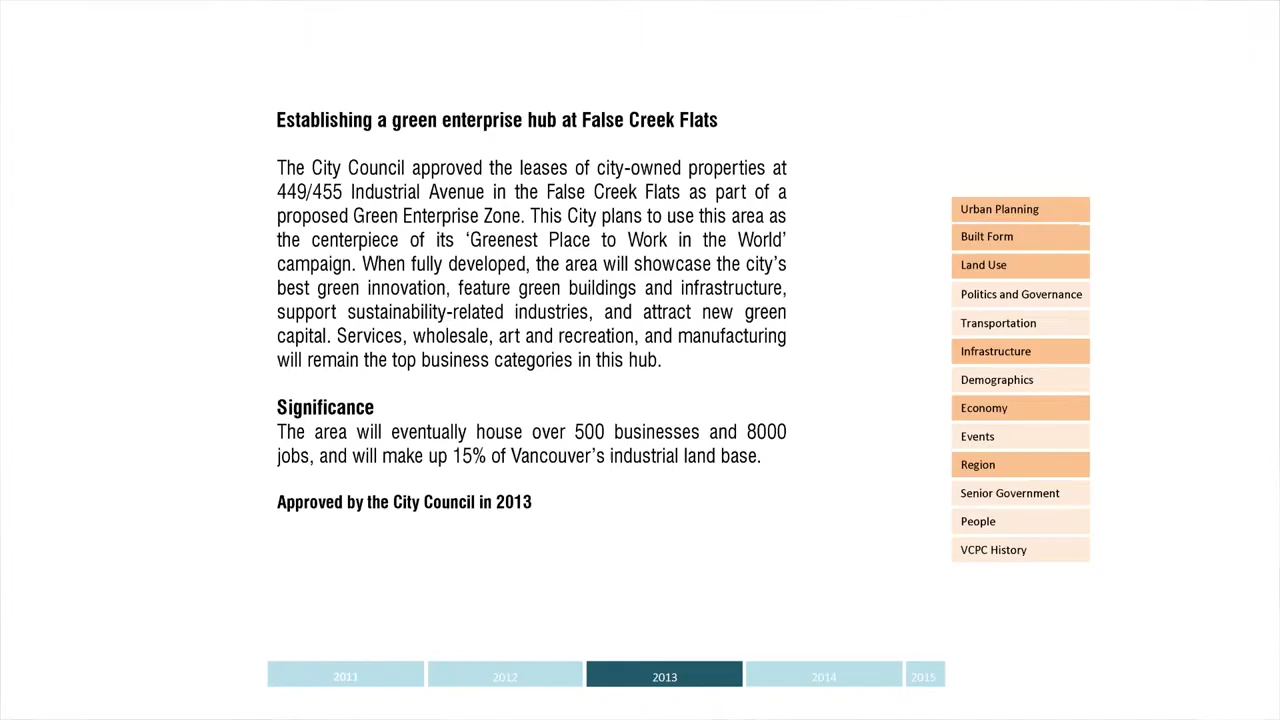 Establishing a green enterprise hub at False Creek Flats
The City Council approved the leases of city-owned properties at
449/455 Industrial Avenue in the False Creek Flats as part of a
proposed Green Enterprise Zone. This City plans to use this area as
the centerpiece of its ‘Greenest Place to Work in the World’
campaign. When fully developed, the area will showcase the city’s
best green innovation, feature green buildings and infrastructure,
support sustainability-related industries, and attract new green
capital. Services, wholesale, art and recreation, and manufacturing
will remain the top business categories in this hub.
Significance
The area will eventually house over 500 businesses and 8000
jobs, and will make up 15% of Vancouver’s industrial land base.
Approved by the City Council in 2013
Urban Planning
Built Form
Land Use
Politics and Governance
Transportation
Infrastructure
Demographics
Economy
Events
Region
Senior Government
People
VCPC History
2011 2012 2013 2014 2015